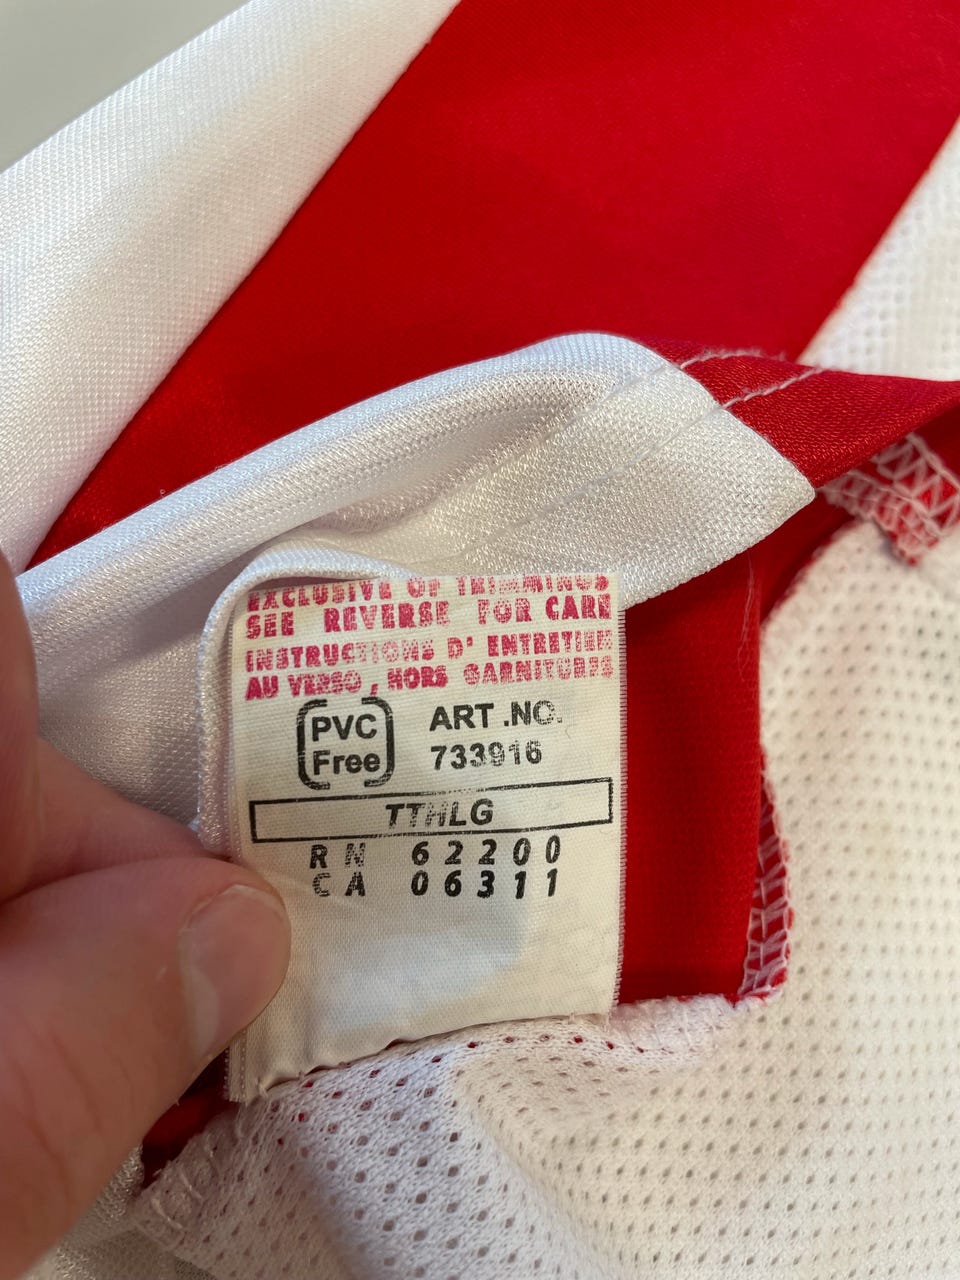 EXCLUSIVE OF TRIMMINGS
SEE REVERSE FOR CARE
INSTRUCTIONS D' ENTRETIEN
AU VERSO, HORS GARNITURES
PVC
Free
ART .NO.
733916
TTHLG
RN 62200
CA 06311